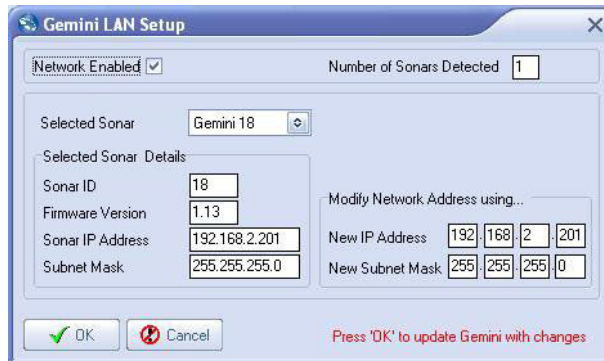 Gemini LAN Setup
Network Enabled
Number of Sonars Detected 1
Selected Sonar Gemini 18
Selected Sonar Details
Sonar ID 18
Firmware Version 1.13
Sonar IP Address 192.168.2.201
Subnet Mask 255.255.255.0
Modify Network Address using...
New IP Address 192 . 168 . 2 . 201
New Subnet Mask 255 . 255 . 255 . 0
OK
Cancel
Press 'OK' to update Gemini with changes